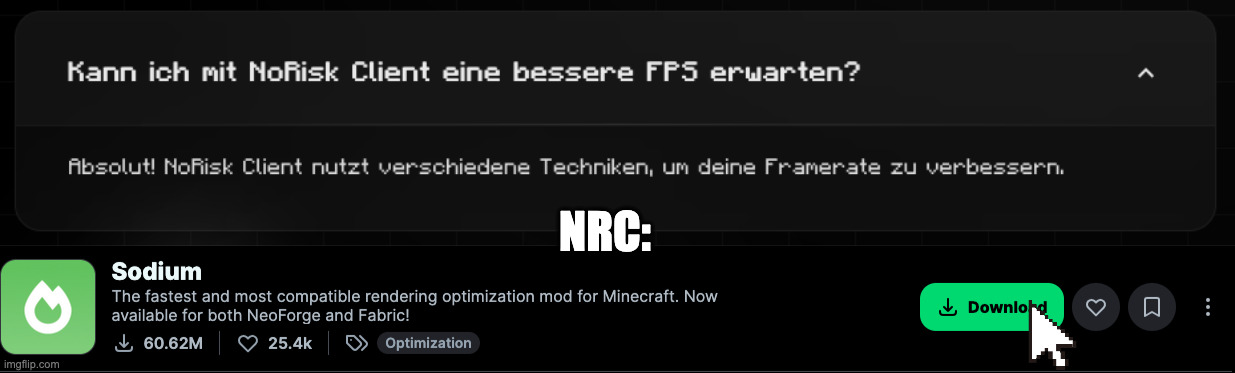 Kann ich mit NoRisk Client eine bessere FPS erwarten?
Absolut! NoRisk Client nutzt verschiedene Techniken, um deine Framerate zu verbessern.
NRC:
Sodium
The fastest and most compatible rendering optimization mod for Minecraft. Now
available for both NeoForge and Fabric!
Download
60.62M
25.4k
Optimization
imgflip.com